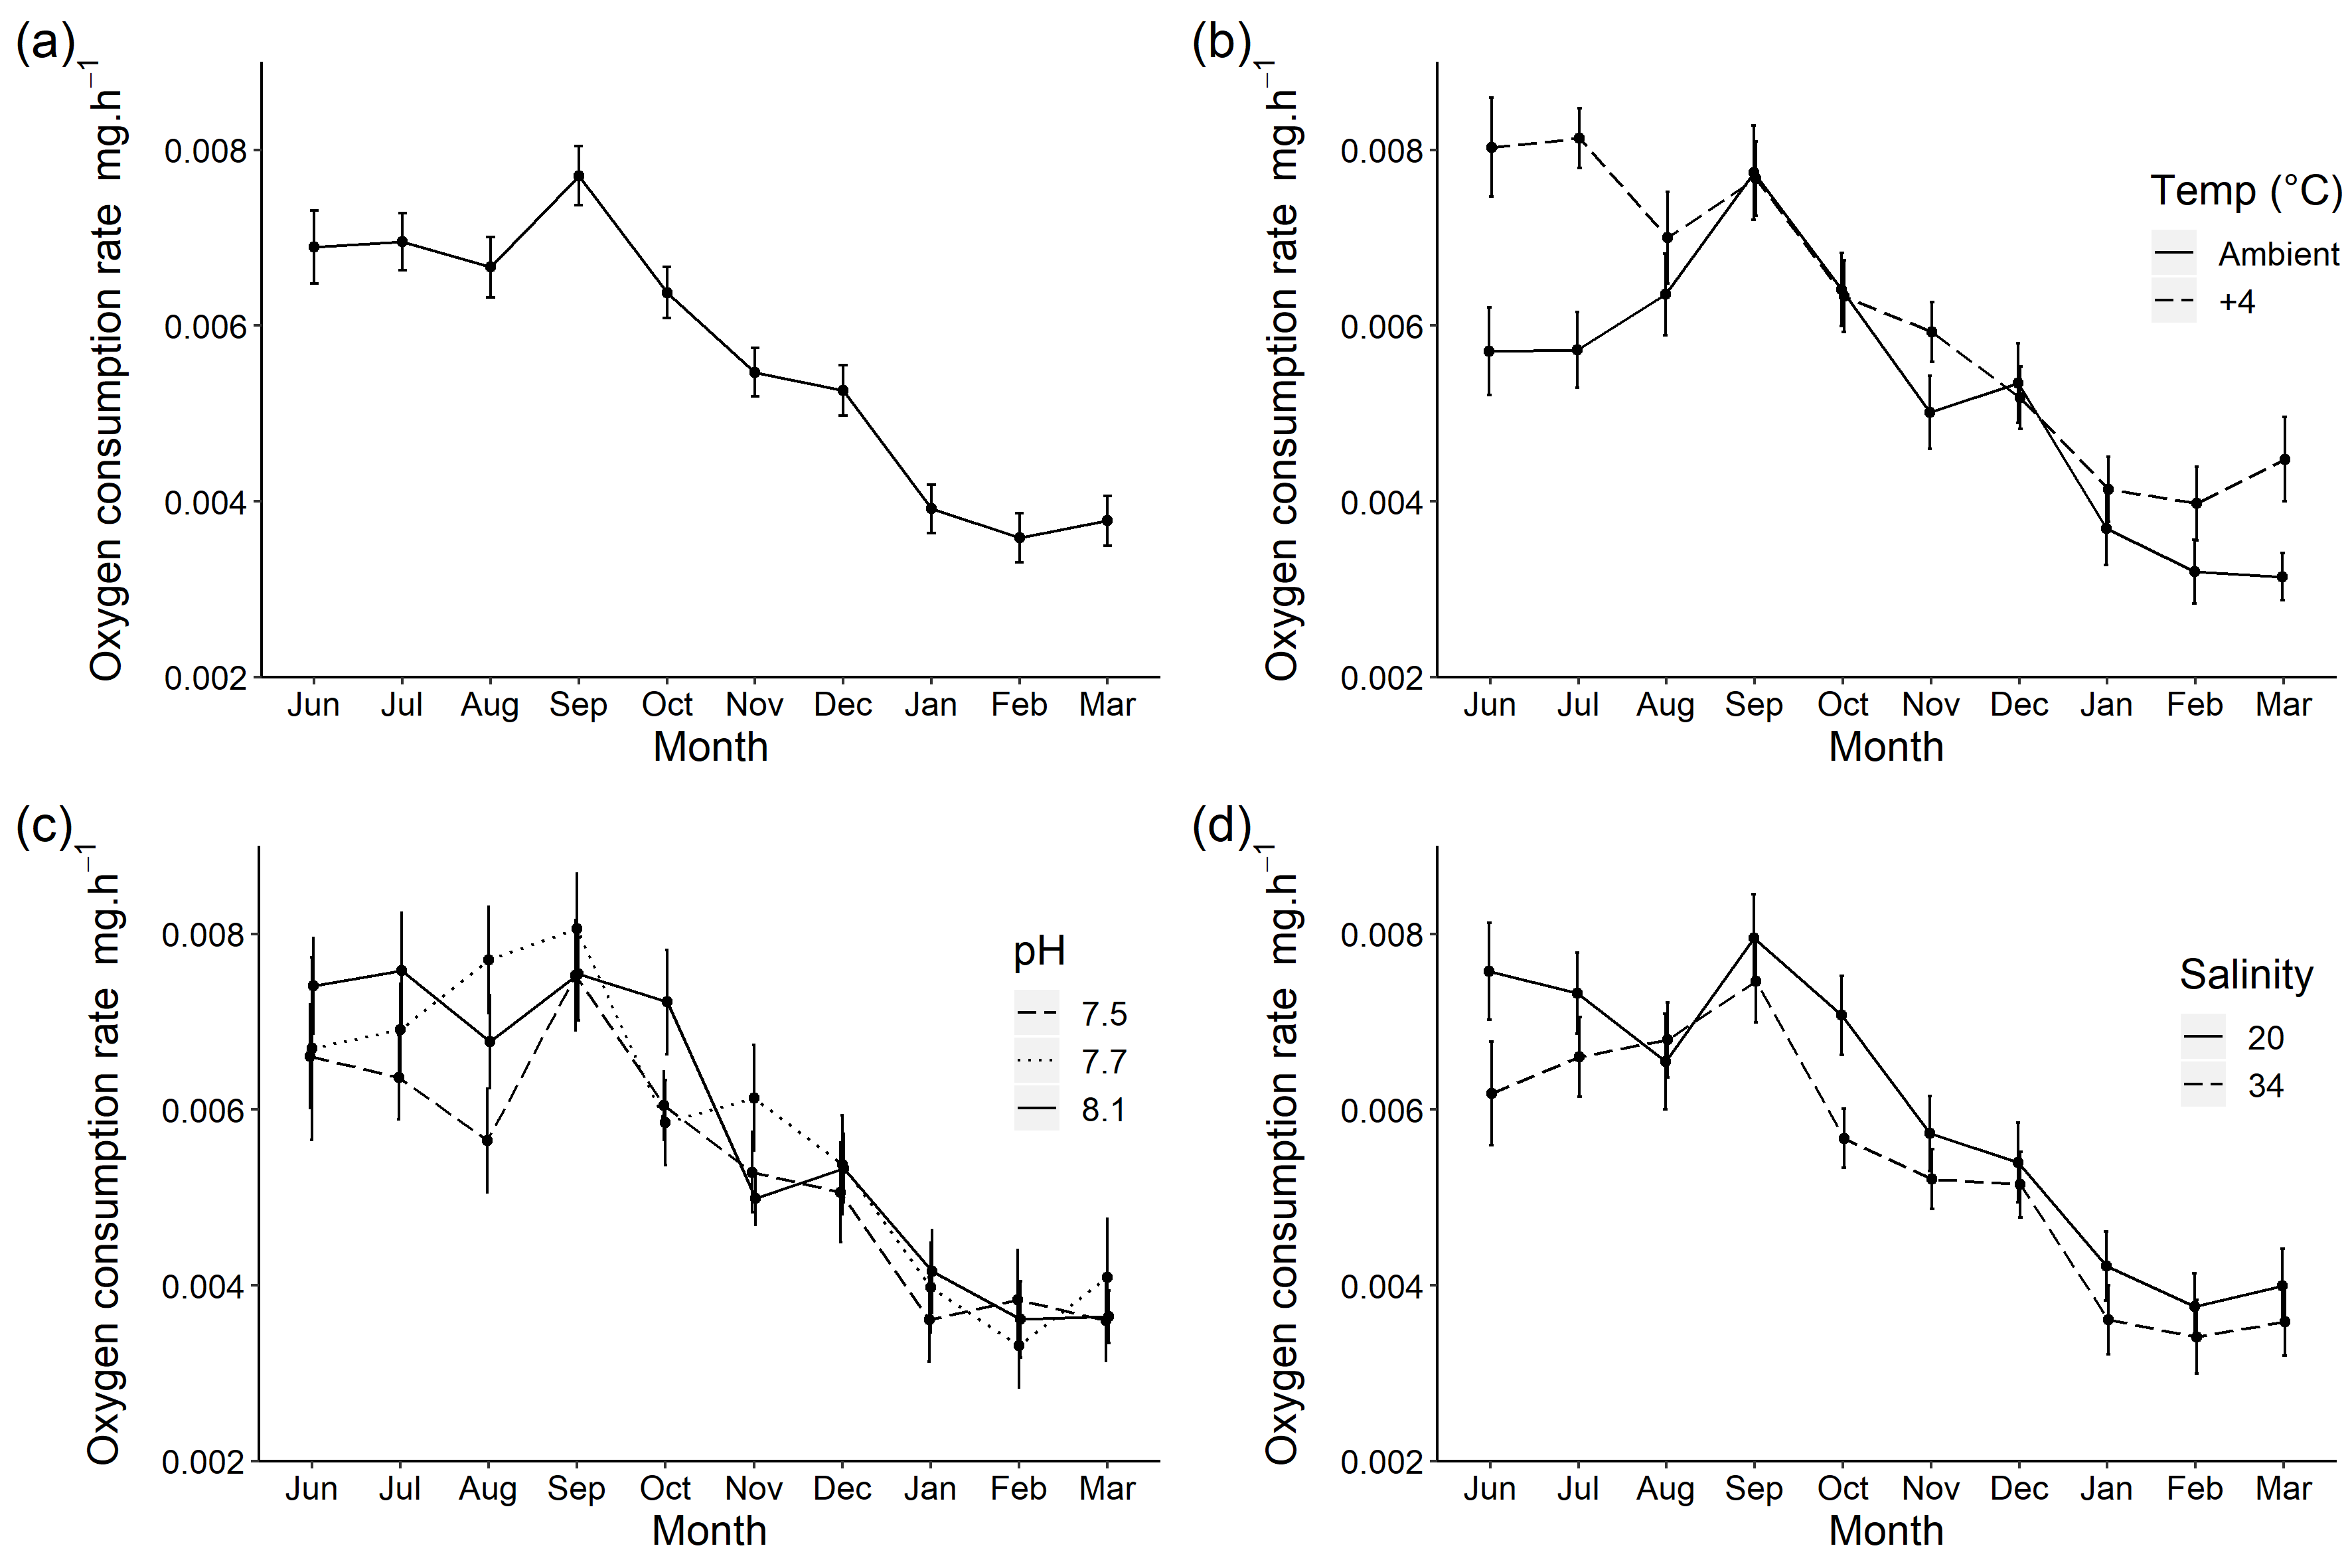 (a)
Oxygen consumption rate  mg.h⁻¹
0.008
0.006
0.004
0.002
Jun Jul Aug Sep Oct Nov Dec Jan Feb Mar
Month
(b)
Oxygen consumption rate  mg.h⁻¹
0.008
0.006
0.004
0.002
Jun Jul Aug Sep Oct Nov Dec Jan Feb Mar
Month
Temp (°C)
Ambient
+4
(c)
Oxygen consumption rate  mg.h⁻¹
0.008
0.006
0.004
0.002
Jun Jul Aug Sep Oct Nov Dec Jan Feb Mar
Month
pH
7.5
7.7
8.1
(d)
Oxygen consumption rate  mg.h⁻¹
0.008
0.006
0.004
0.002
Jun Jul Aug Sep Oct Nov Dec Jan Feb Mar
Month
Salinity
20
34